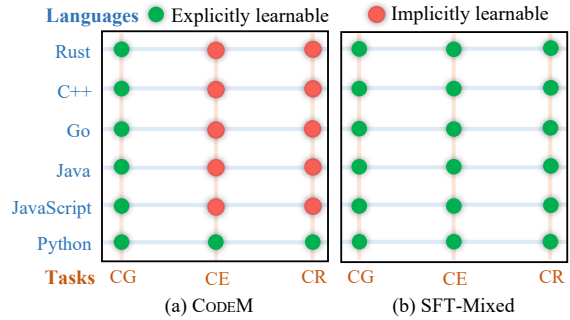 Languages Explicitly learnable Implicitly learnable
Rust
C++
Go
Java
JavaScript
Python
Tasks CG CE CR CG CE CR
(a) CODEM (b) SFT-Mixed